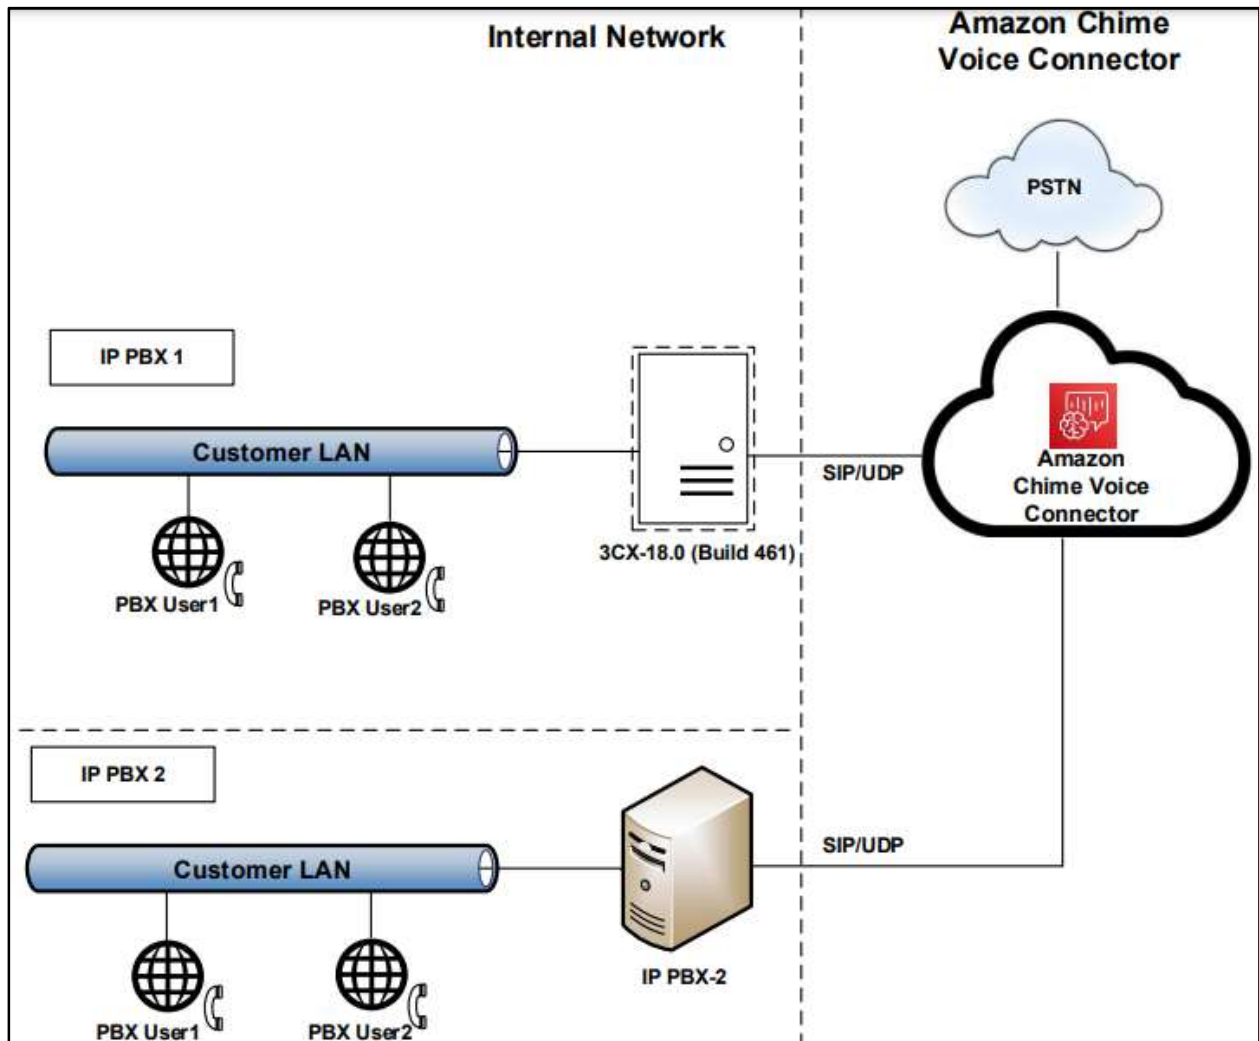 Internal Network
Amazon Chime
Voice Connector
PSTN
IP PBX 1
Customer LAN
SIP/UDP
Amazon
Chime Voice
Connector
3CX-18.0 (Build 461)
PBX User1
PBX User2
IP PBX 2
Customer LAN
SIP/UDP
IP PBX-2
PBX User1
PBX User2